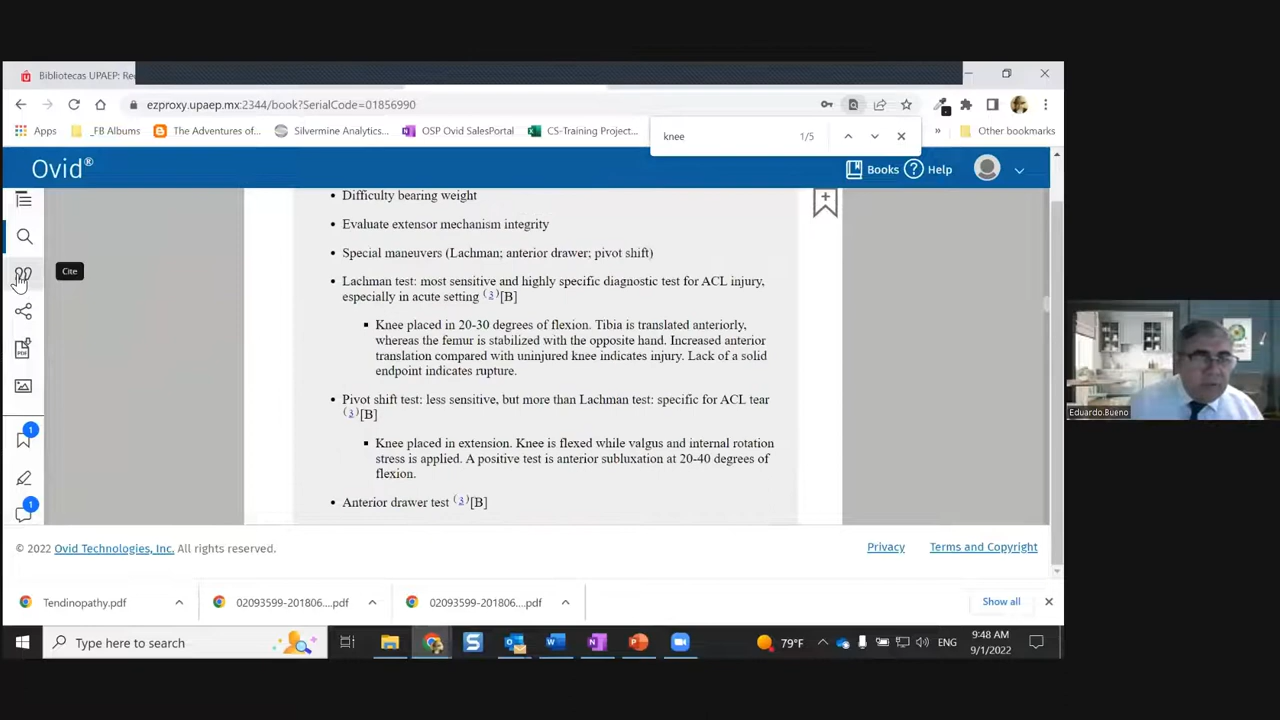 Bibliotecas UPAEP: Re
ezproxy.upaep.mx:2344/book?SerialCode=01856990
Apps
_FB Albums
The Adventures of...
Silvermine Analytics...
OSP Ovid SalesPortal
CS-Training Projec...
»
Other bookmarks
knee
1/5
Ovid®
Books
Help
• Difficulty bearing weight
• Evaluate extensor mechanism integrity
• Special maneuvers (Lachman; anterior drawer; pivot shift)
• Lachman test: most sensitive and highly specific diagnostic test for ACL injury,
especially in acute setting (3)[B]
▪ Knee placed in 20-30 degrees of flexion. Tibia is translated anteriorly,
whereas the femur is stabilized with the opposite hand. Increased anterior
translation compared with uninjured knee indicates injury. Lack of a solid
endpoint indicates rupture.
• Pivot shift test: less sensitive, but more than Lachman test: specific for ACL tear
(3)[B]
▪ Knee placed in extension. Knee is flexed while valgus and internal rotation
stress is applied. A positive test is anterior subluxation at 20-40 degrees of
flexion.
• Anterior drawer test (3)[B]
Cite
PDF
1
1
Eduardo.Bueno
© 2022 Ovid Technologies, Inc. All rights reserved.
Privacy
Terms and Copyright
Tendinopathy.pdf
02093599-201806....pdf
02093599-201806....pdf
Show all
Type here to search
79°F
ENG
9:48 AM
9/1/2022